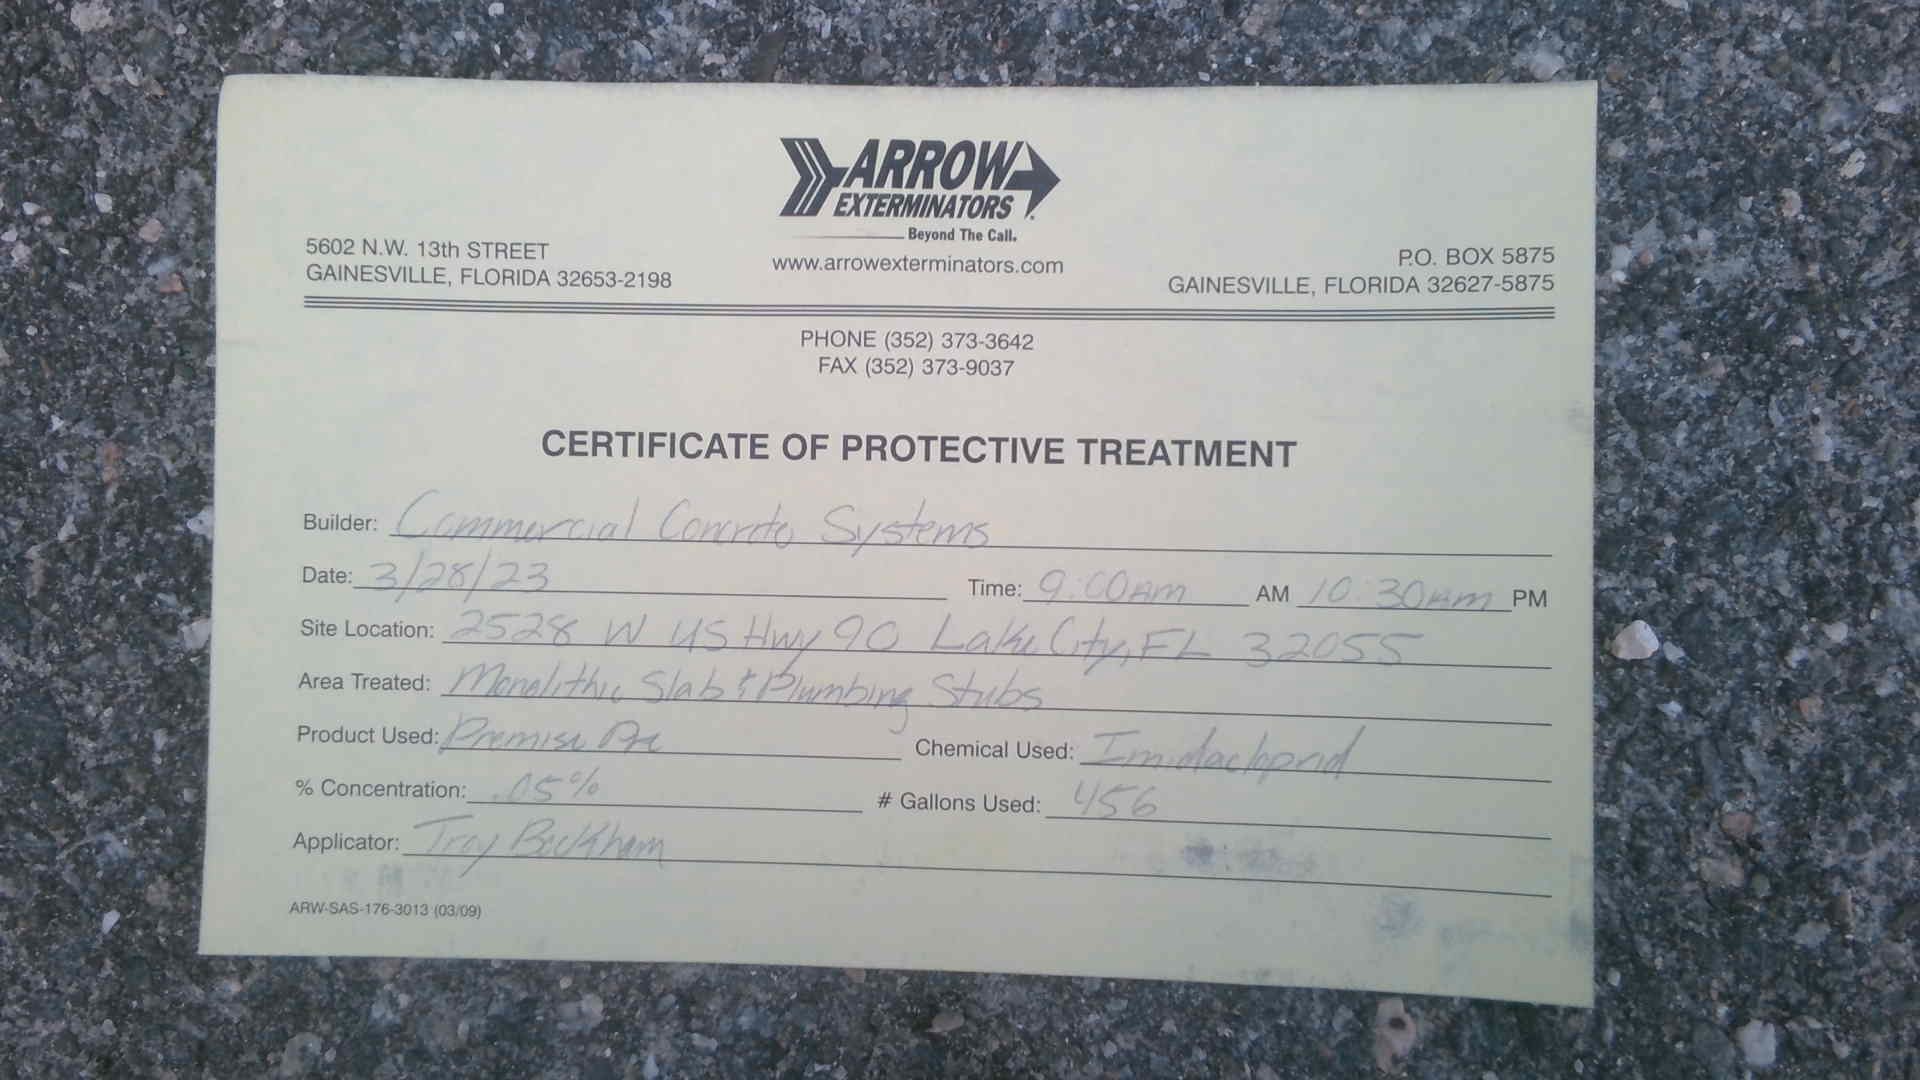 ARROW
EXTERMINATORS
Beyond The Call.
5602 N.W. 13th STREET
GAINESVILLE, FLORIDA 32653-2198
www.arrowexterminators.com
P.O. BOX 5875
GAINESVILLE, FLORIDA 32627-5875
PHONE (352) 373-3642
FAX (352) 373-9037
CERTIFICATE OF PROTECTIVE TREATMENT
Builder: Commercial Concrete Systems
Date: 3/28/23 Time: 9:00AM AM 10:30AM PM
Site Location: 2528 W US Hwy 90 Lake City, FL 32055
Area Treated: Monolithic Slab & Plumbing Stubs
Product Used: Premise Pre Chemical Used: Imidacloprid
% Concentration: .05% # Gallons Used: 456
Applicator: Troy Beckham
ARW-SAS-176-3013 (03/09)